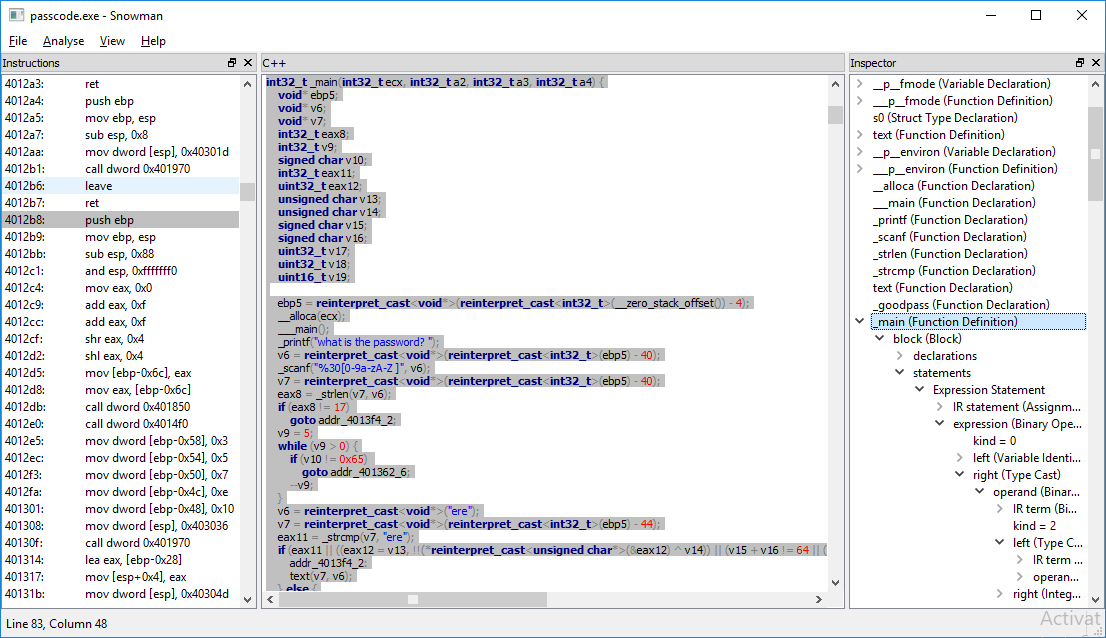 passcode.exe - Snowman
File Analyse View Help
Instructions
4012a3: ret
4012a4: push ebp
4012a5: mov ebp, esp
4012a7: sub esp, 0x8
4012aa: mov dword [esp], 0x40301d
4012b1: call dword 0x401970
4012b6: leave
4012b7: ret
4012b8: push ebp
4012b9: mov ebp, esp
4012bb: sub esp, 0x88
4012c1: and esp, 0xfffffff0
4012c4: mov eax, 0x0
4012c9: add eax, 0xf
4012cc: add eax, 0xf
4012cf: shr eax, 0x4
4012d2: shl eax, 0x4
4012d5: mov [ebp-0x6c], eax
4012d8: mov eax, [ebp-0x6c]
4012db: call dword 0x401850
4012e0: call dword 0x4014f0
4012e5: mov dword [ebp-0x58], 0x3
4012ec: mov dword [ebp-0x54], 0x5
4012f3: mov dword [ebp-0x50], 0x7
4012fa: mov dword [ebp-0x4c], 0xe
401301: mov dword [ebp-0x48], 0x10
401308: mov dword [esp], 0x403036
40130f: call dword 0x401970
401314: lea eax, [ebp-0x28]
401317: mov [esp+0x4], eax
40131b: mov dword [esp], 0x40304d
C++
int32_t _main(int32_t ecx, int32_t a2, int32_t a3, int32_t a4) {
void* ebp5;
void* v6;
void* v7;
int32_t eax8;
int32_t v9;
signed char v10;
int32_t eax11;
uint32_t eax12;
unsigned char v13;
unsigned char v14;
signed char v15;
signed char v16;
uint32_t v17;
uint32_t v18;
uint16_t v19;
ebp5 = reinterpret_cast<void*>(reinterpret_cast<int32_t>(__zero_stack_offset()) - 4);
__alloca(ecx);
___main();
_printf("what is the password? ");
v6 = reinterpret_cast<void*>(reinterpret_cast<int32_t>(ebp5) - 40);
_scanf("%30[0-9a-zA-Z ]", v6);
v7 = reinterpret_cast<void*>(reinterpret_cast<int32_t>(ebp5) - 40);
eax8 = _strlen(v7, v6);
if (eax8 != 17)
goto addr_4013f4_2;
v9 = 5;
while (v9 > 0) {
if (v10 != 0x65)
goto addr_401362_6;
--v9;
}
v6 = reinterpret_cast<void*>("ere");
v7 = reinterpret_cast<void*>(reinterpret_cast<int32_t>(ebp5) - 44);
eax11 = _strcmp(v7, "ere");
if (eax11 || ((eax12 = v13, !!(*reinterpret_cast<unsigned char*>(&eax12) ^ v14)) || (v15 + v16 != 64 || (
addr_4013f4_2:
text(v7, v6);
} else {
Inspector
__p__fmode (Variable Declaration)
___p__fmode (Function Definition)
s0 (Struct Type Declaration)
text (Function Definition)
__p__environ (Variable Declaration)
___p__environ (Function Definition)
__alloca (Function Declaration)
___main (Function Declaration)
_printf (Function Declaration)
_scanf (Function Declaration)
_strlen (Function Declaration)
_strcmp (Function Declaration)
text (Function Declaration)
_goodpass (Function Declaration)
_main (Function Definition)
block (Block)
declarations
statements
Expression Statement
IR statement (Assignm...
expression (Binary Ope...
kind = 0
left (Variable Identi...
right (Type Cast)
operand (Binar...
IR term (Bi...
kind = 2
left (Type C...
IR term ...
operan...
right (Integ...
Line 83, Column 48
Activat